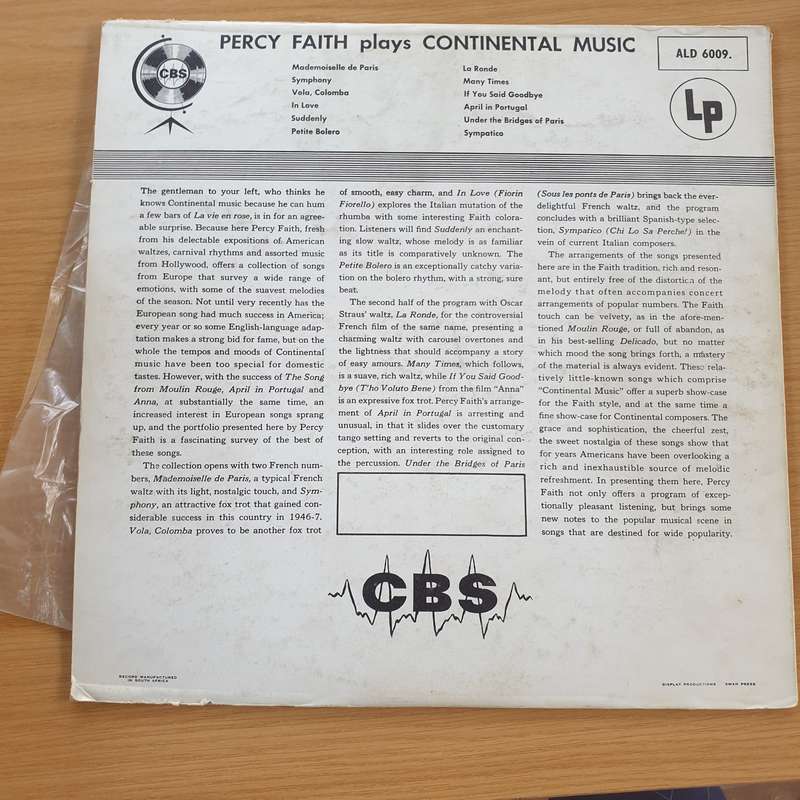 PERCY FAITH plays CONTINENTAL MUSIC
ALD 6009.
CBS
LP
Mademoiselle de Paris
Symphony
Vola, Colomba
In Love
Suddenly
Petite Bolero
La Ronde
Many Times
If You Said Goodbye
April in Portugal
Under the Bridges of Paris
Sympatico
The gentleman to your left, who thinks he
knows Continental music because he can hum
a few bars of La vie en rose, is in for an agree-
able surprise. Because here Percy Faith, fresh
from his delectable expositions of American
waltzes, carnival rhythms and assorted music
from Hollywood, offers a collection of songs
from Europe that survey a wide range of
emotions, with some of the suavest melodies
of the season. Not until very recently has the
European song had much success in America;
every year or so some English-language adap-
tation makes a strong bid for fame, but on the
whole the tempos and moods of Continental
music have been too special for domestic
tastes. However, with the success of The Song
from Moulin Rouge, April in Portugal and
Anna, at substantially the same time, an
increased interest in European songs sprang
up, and the portfolio presented here by Percy
Faith is a fascinating survey of the best of
these songs.
The collection opens with two French num-
bers, Mademoiselle de Paris, a typical French
waltz with its light, nostalgic touch, and Sym-
phony, an attractive fox trot that gained con-
siderable success in this country in 1946-7.
Vola, Colomba proves to be another fox trot
of smooth, easy charm, and In Love (Fiorin
Fiorello) explores the Italian mutation of the
rhumba with some interesting Faith colora-
tion. Listeners will find Suddenly an enchant-
ing slow waltz, whose melody is as familiar
as its title is comparatively unknown. The
Petite Bolero is an exceptionally catchy varia-
tion on the bolero rhythm, with a strong, sure
beat.
The second half of the program with Oscar
Straus' waltz, La Ronde, for the controversial
French film of the same name, presenting a
charming waltz with carousel overtones and
the lightness that should accompany a story
of easy amours. Many Times, which follows,
is a suave, rich waltz, while If You Said Good-
bye (T'ho Voluto Bene) from the film "Anna"
is an expressive fox trot. Percy Faith's arrange-
ment of April in Portugal is arresting and
unusual, in that it slides over the customary
tango setting and reverts to the original con-
ception, with an interesting role assigned to
the percussion. Under the Bridges of Paris
(Sous les ponts de Paris) brings back the ever-
delightful French waltz, and the program
concludes with a brilliant Spanish-type selec-
tion, Sympatico (Chi Lo Sa Perche!) in the
vein of current Italian composers.
The arrangements of the songs presented
here are in the Faith tradition, rich and reson-
ant, but entirely free of the distortion of the
melody that often accompanies concert
arrangements of popular numbers. The Faith
touch can be velvety, as in the afore-men-
tioned Moulin Rouge, or full of abandon, as
in his best-selling Delicado, but no matter
which mood the song brings forth, a mastery
of the material is always evident. These rela-
tively little-known songs which comprise
"Continental Music" offer a superb show-case
for the Faith style, and at the same time a
fine show-case for Continental composers. The
grace and sophistication, the cheerful zest,
the sweet nostalgia of these songs show that
for years Americans have been overlooking a
rich and inexhaustible source of melodic
refreshment. In presenting them here, Percy
Faith not only offers a program of excep-
tionally pleasant listening, but brings some
new notes to the popular musical scene in
songs that are destined for wide popularity.
CBS
RECORD MANUFACTURED
IN SOUTH AFRICA
DISPLAY PRODUCTIONS SWAN PRESS